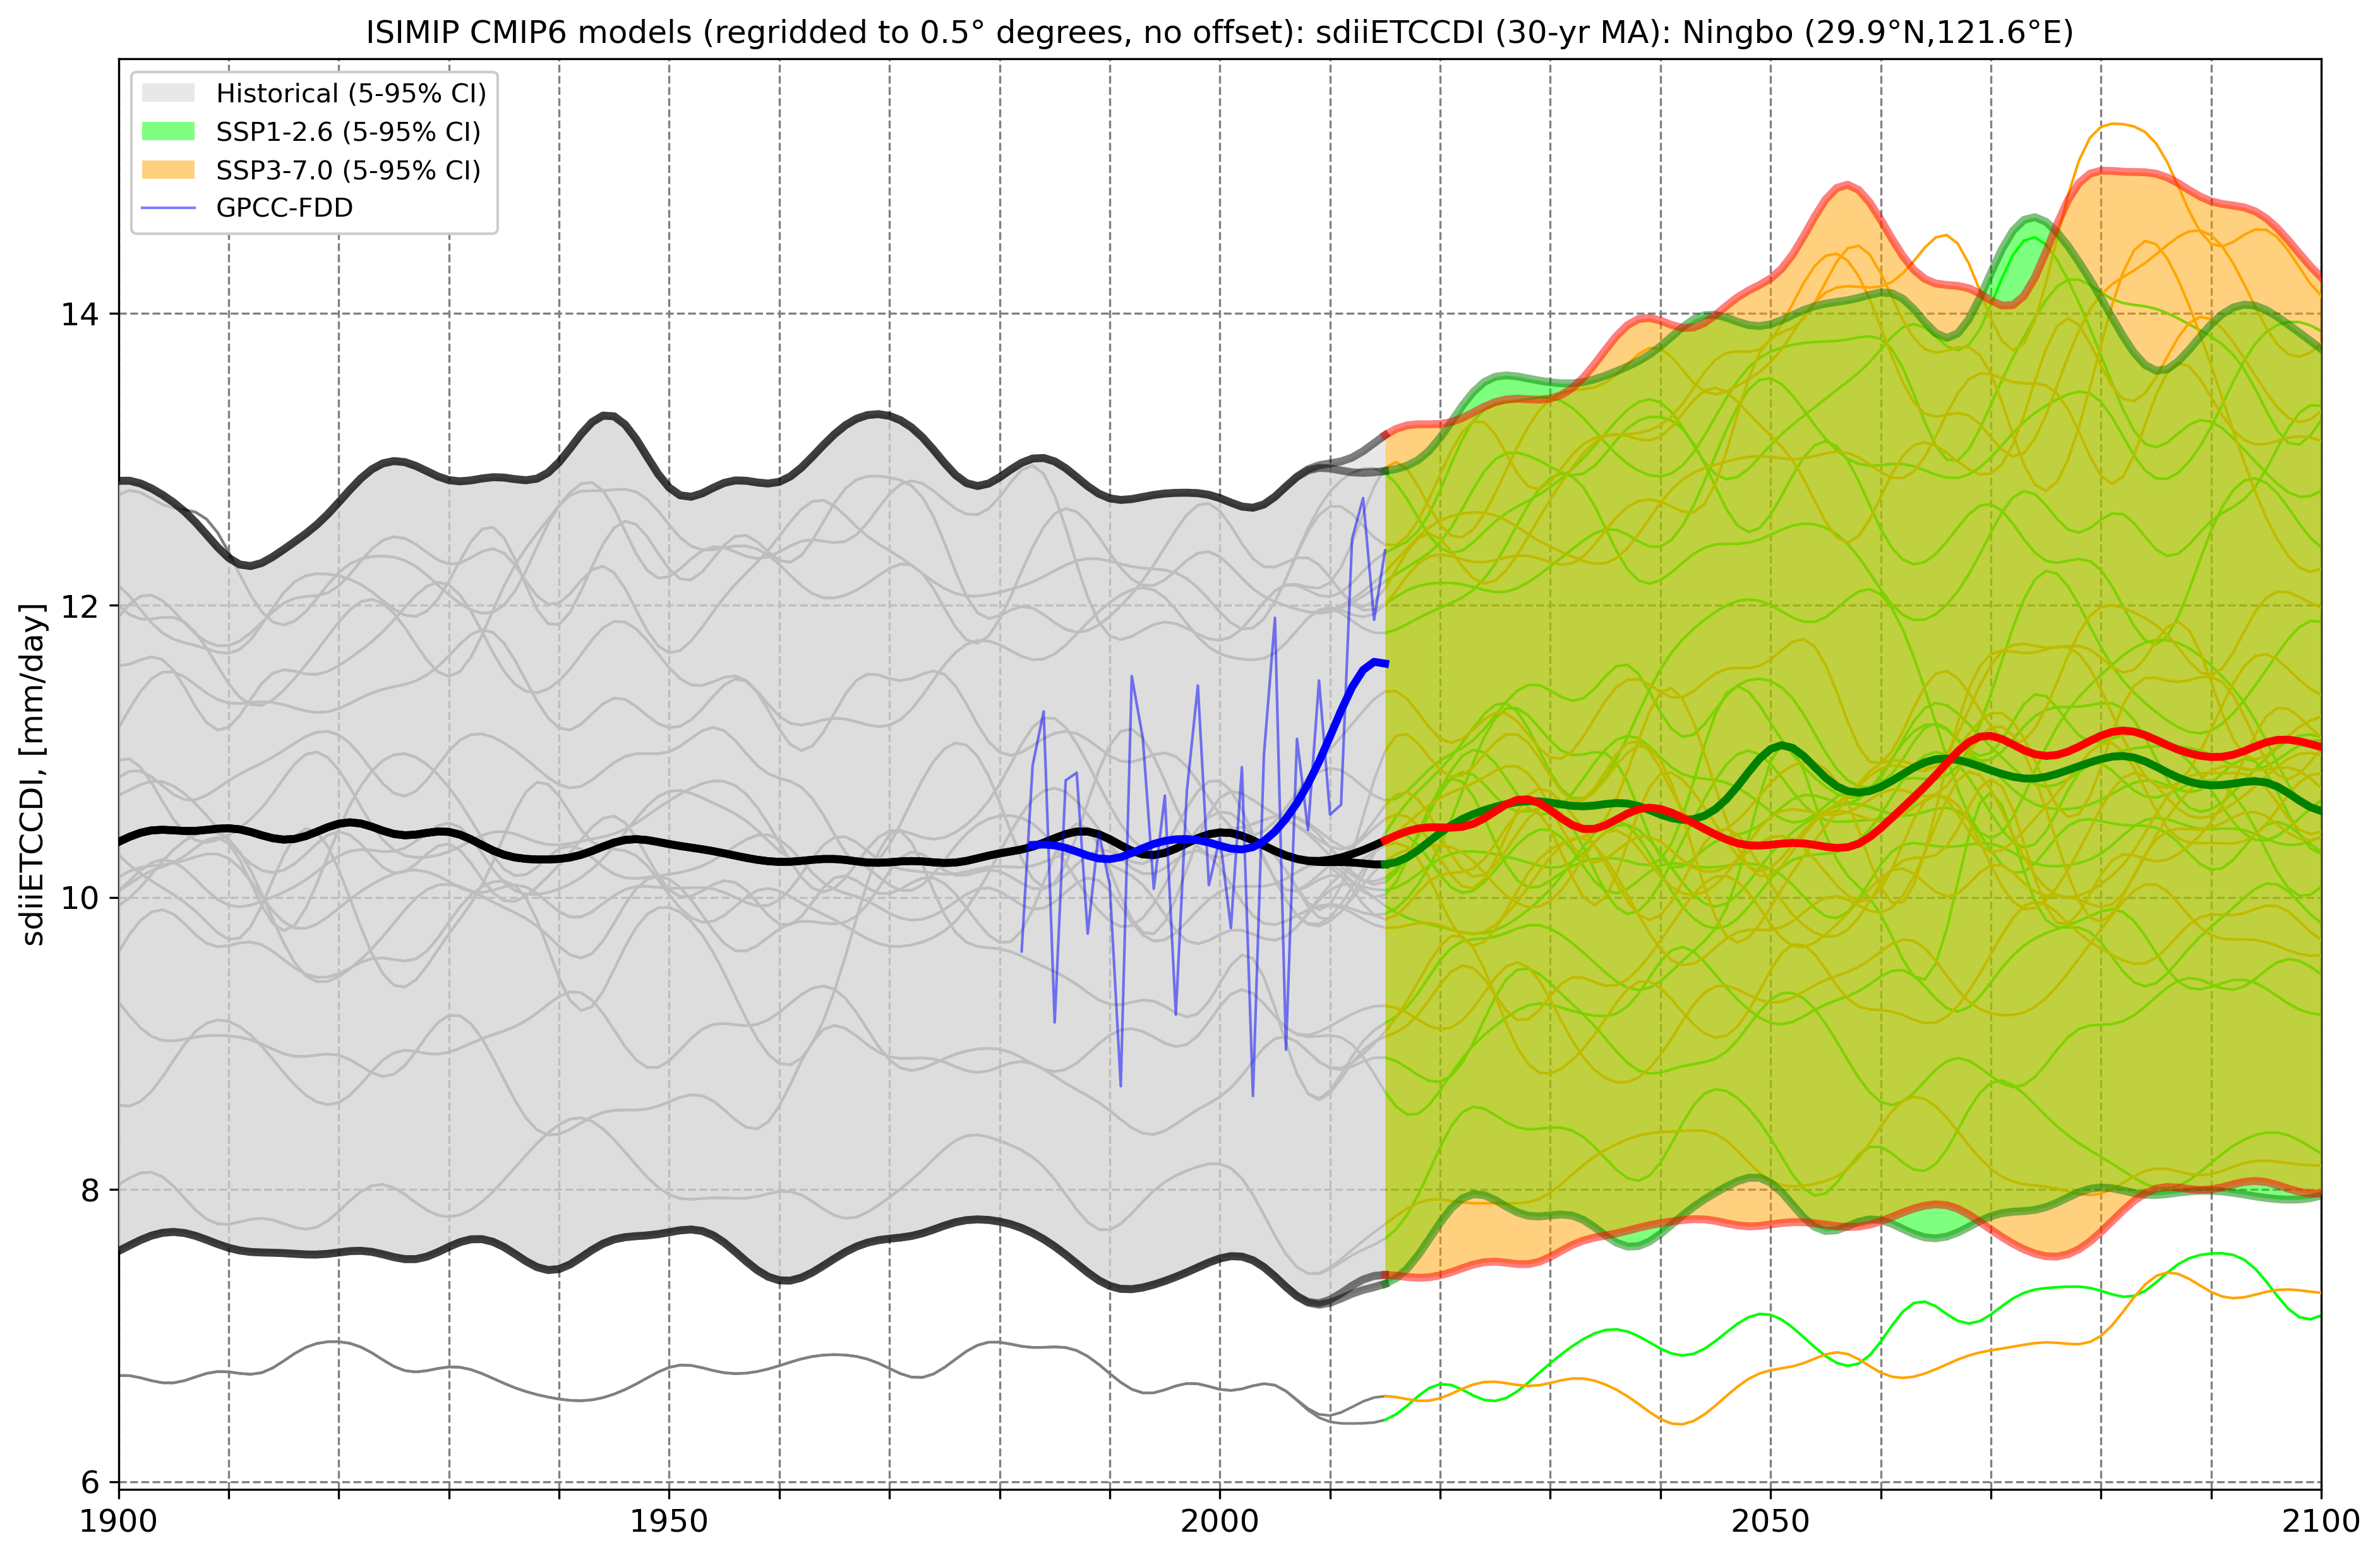 ISIMIP CMIP6 models (regridded to 0.5° degrees, no offset): sdiiETCCDI (30-yr MA): Ningbo (29.9°N,121.6°E)
Historical (5-95% CI)
SSP1-2.6 (5-95% CI)
SSP3-7.0 (5-95% CI)
GPCC-FDD
sdiiETCCDI, [mm/day]
14
12
10
8
6
1900
1950
2000
2050
2100